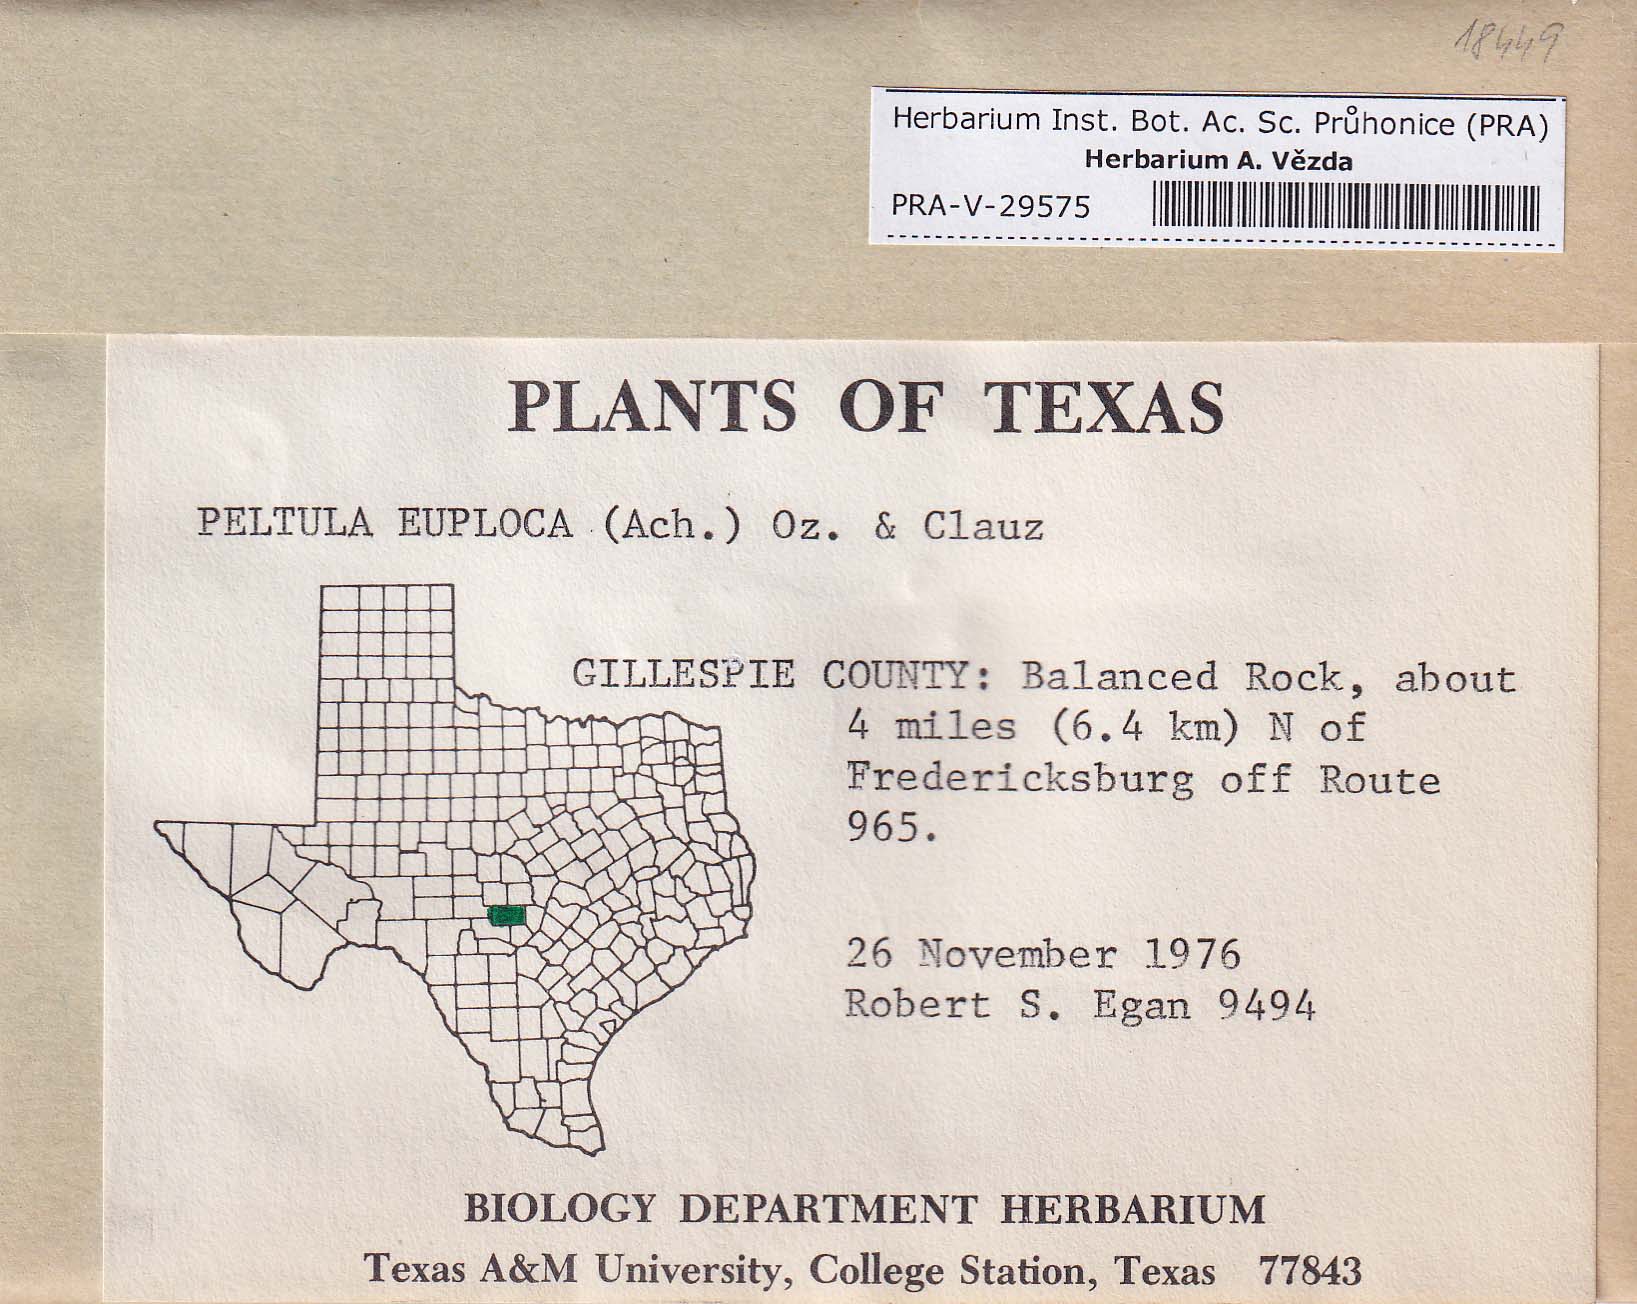 18449
Herbarium Inst. Bot. Ac. Sc. Průhonice (PRA)
Herbarium A. Vězda
PRA-V-29575
PLANTS OF TEXAS
PELTULA EUPLOCA (Ach.) Oz. & Clauz
GILLESPIE COUNTY: Balanced Rock, about
4 miles (6.4 km) N of
Fredericksburg off Route
965.
26 November 1976
Robert S. Egan 9494
BIOLOGY DEPARTMENT HERBARIUM
Texas A&M University, College Station, Texas 77843